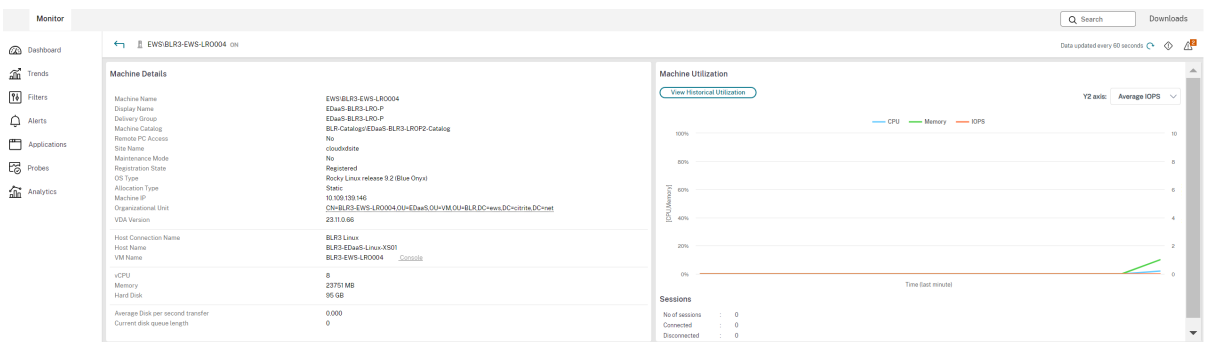 Monitor
Search
Downloads
Dashboard
Trends
Filters
Alerts
Applications
Probes
Analytics
EWS\BLR3-EWS-LRO004 ON
Data updated every 60 seconds
2
Machine Details
Machine Name EWS\BLR3-EWS-LRO004
Display Name EDaaS-BLR3-LRO-P
Delivery Group EDaaS-BLR3-LRO-P
Machine Catalog BLR-Catalogs\EDaaS-BLR3-LROP2-Catalog
Remote PC Access No
Site Name cloudxdsite
Maintenance Mode No
Registration State Registered
OS Type Rocky Linux release 9.2 (Blue Onyx)
Allocation Type Static
Machine IP 10.109.139.146
Organizational Unit CN=BLR3-EWS-LRO004,OU=EDaaS,OU=VM,OU=BLR,DC=ews,DC=citrite,DC=net
VDA Version 23.11.0.66
Host Connection Name BLR3 Linux
Host Name BLR3-EDaaS-Linux-XS01
VM Name BLR3-EWS-LRO004 Console
vCPU 8
Memory 23751 MB
Hard Disk 95 GB
Average Disk per second transfer 0.000
Current disk queue length 0
Machine Utilization
View Historical Utilization
Y2 axis: Average IOPS
CPU Memory IOPS
100% 10
80% 8
60% 6
40% 4
20% 2
0% 0
[CPU,Memory]
Time (last minute)
Sessions
No of sessions : 0
Connected : 0
Disconnected : 0